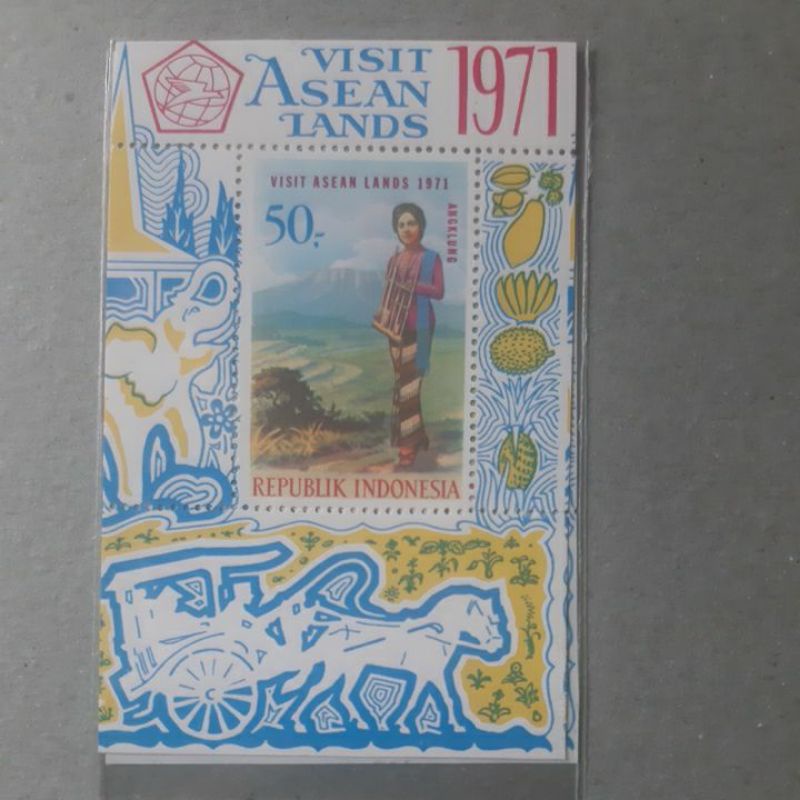 VISIT
ASEAN
LANDS
1971
VISIT ASEAN LANDS 1971
50,-
ANGKLUNG
REPUBLIK INDONESIA